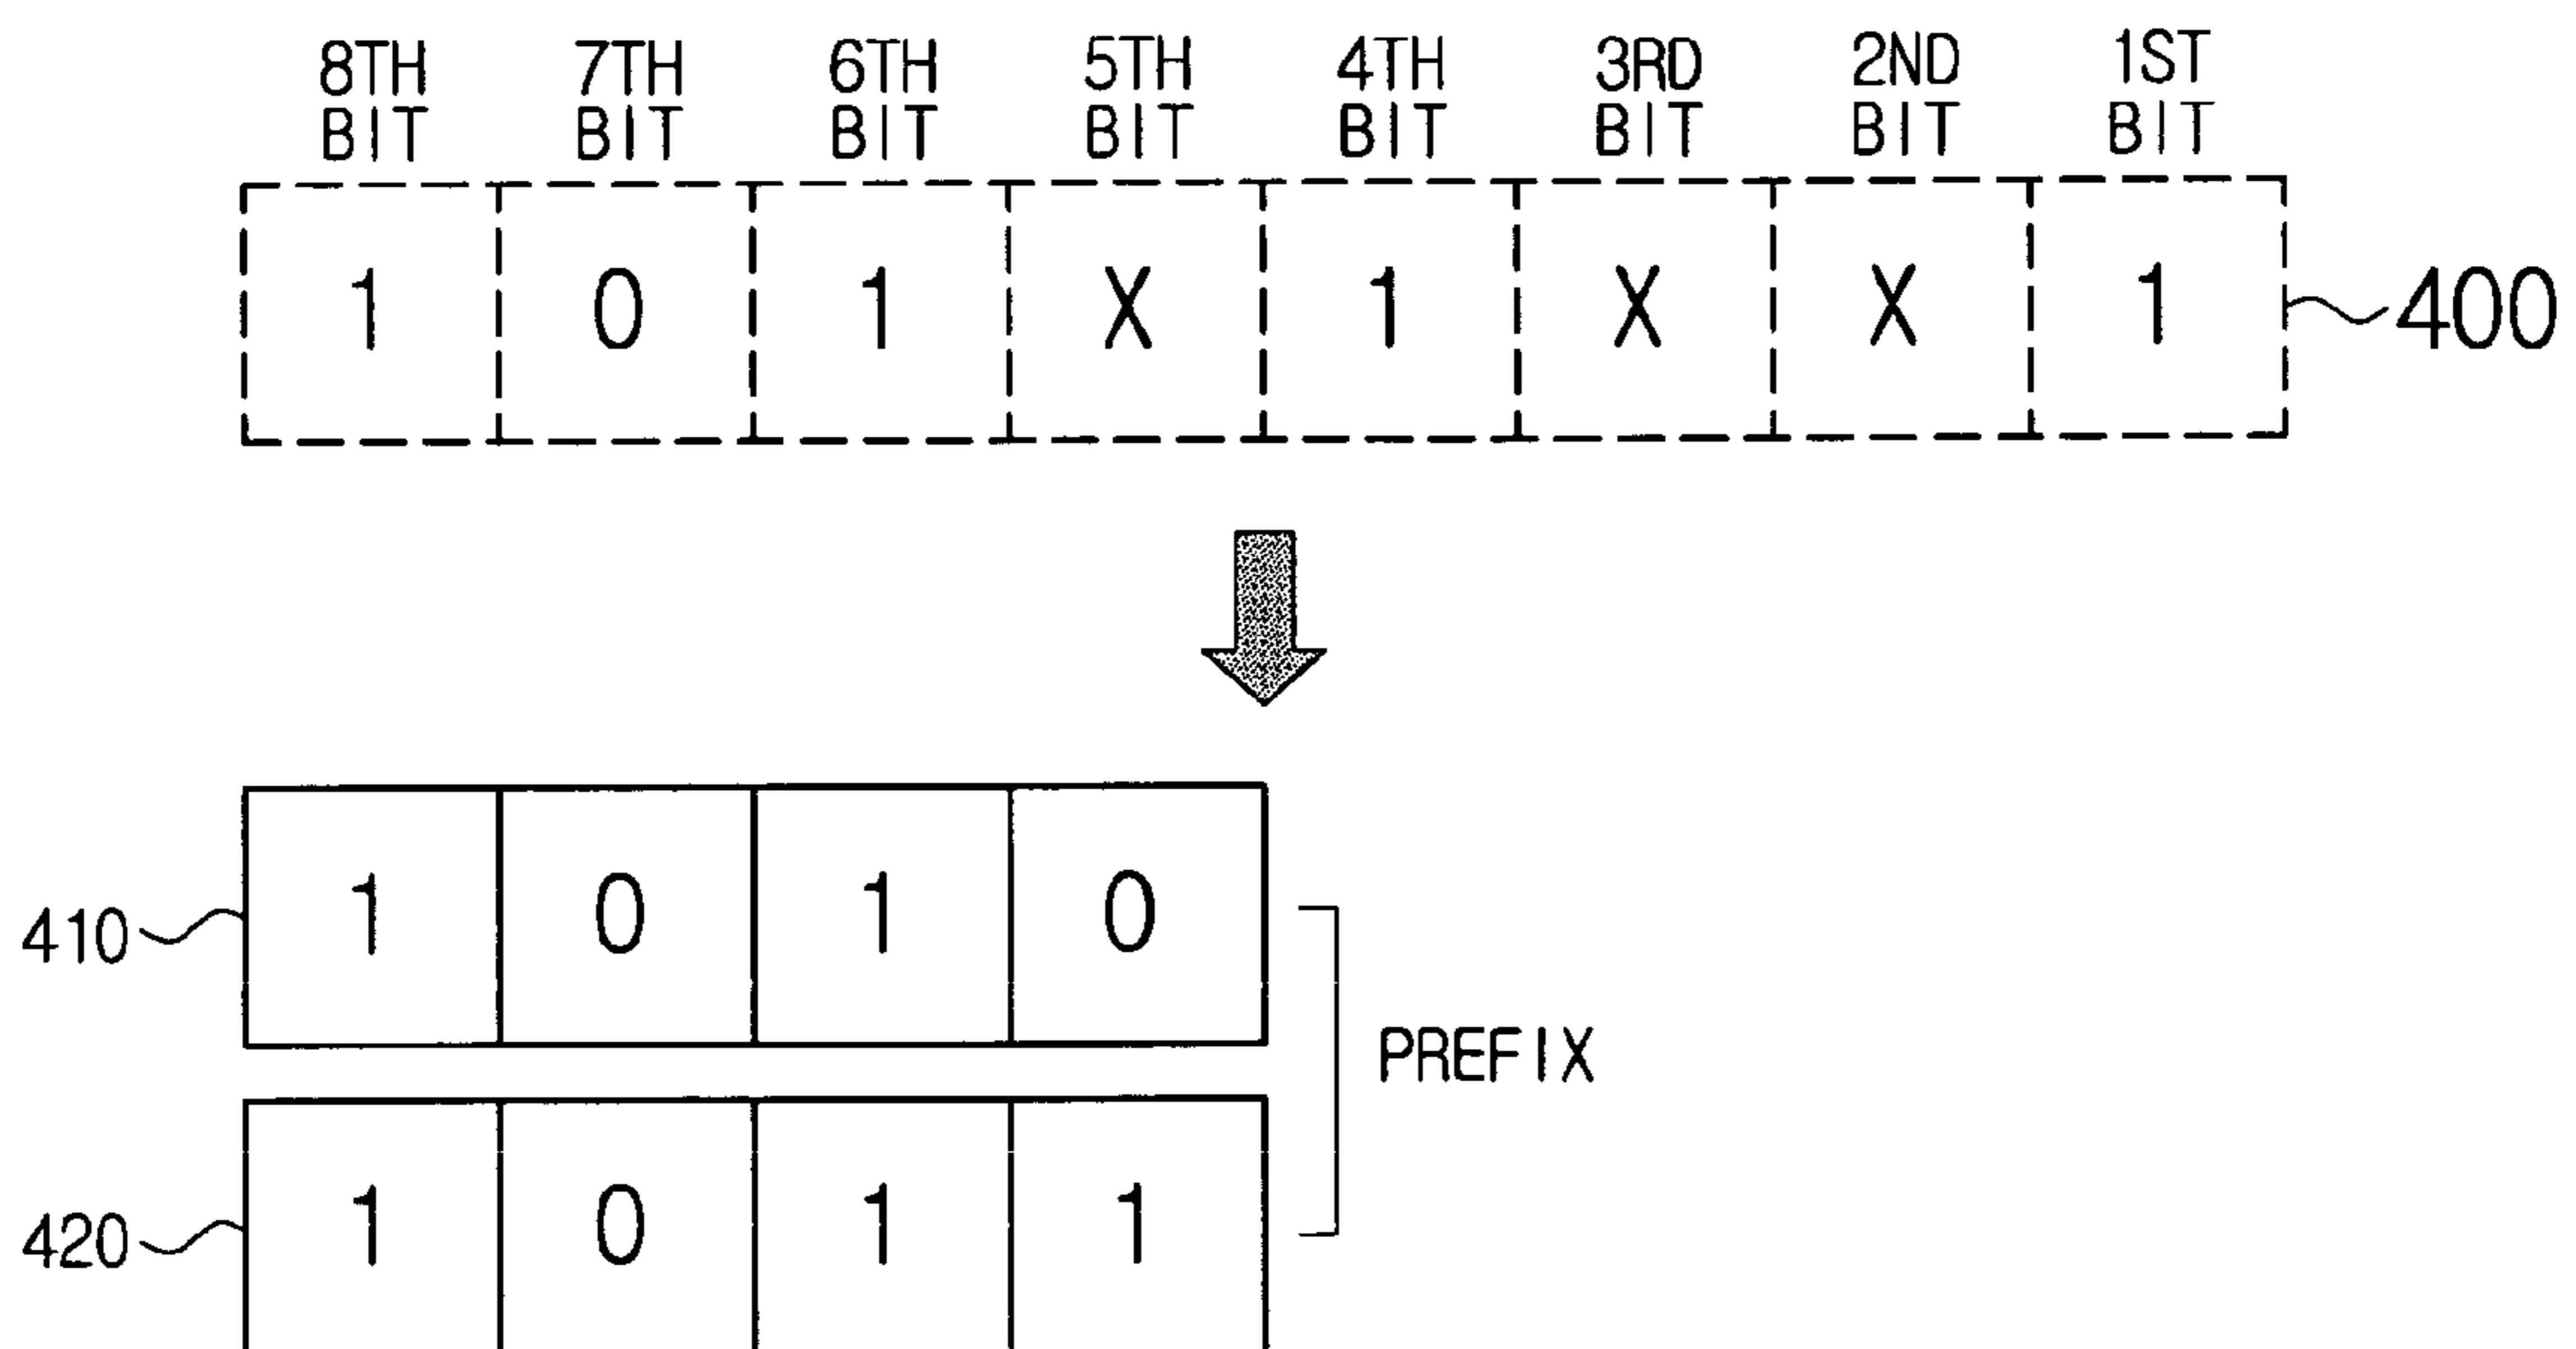 8TH BIT 7TH BIT 6TH BIT 5TH BIT 4TH BIT 3RD BIT 2ND BIT 1ST BIT
1 0 1 X 1 X X 1 400
410 1 0 1 0
PREFIX
420 1 0 1 1